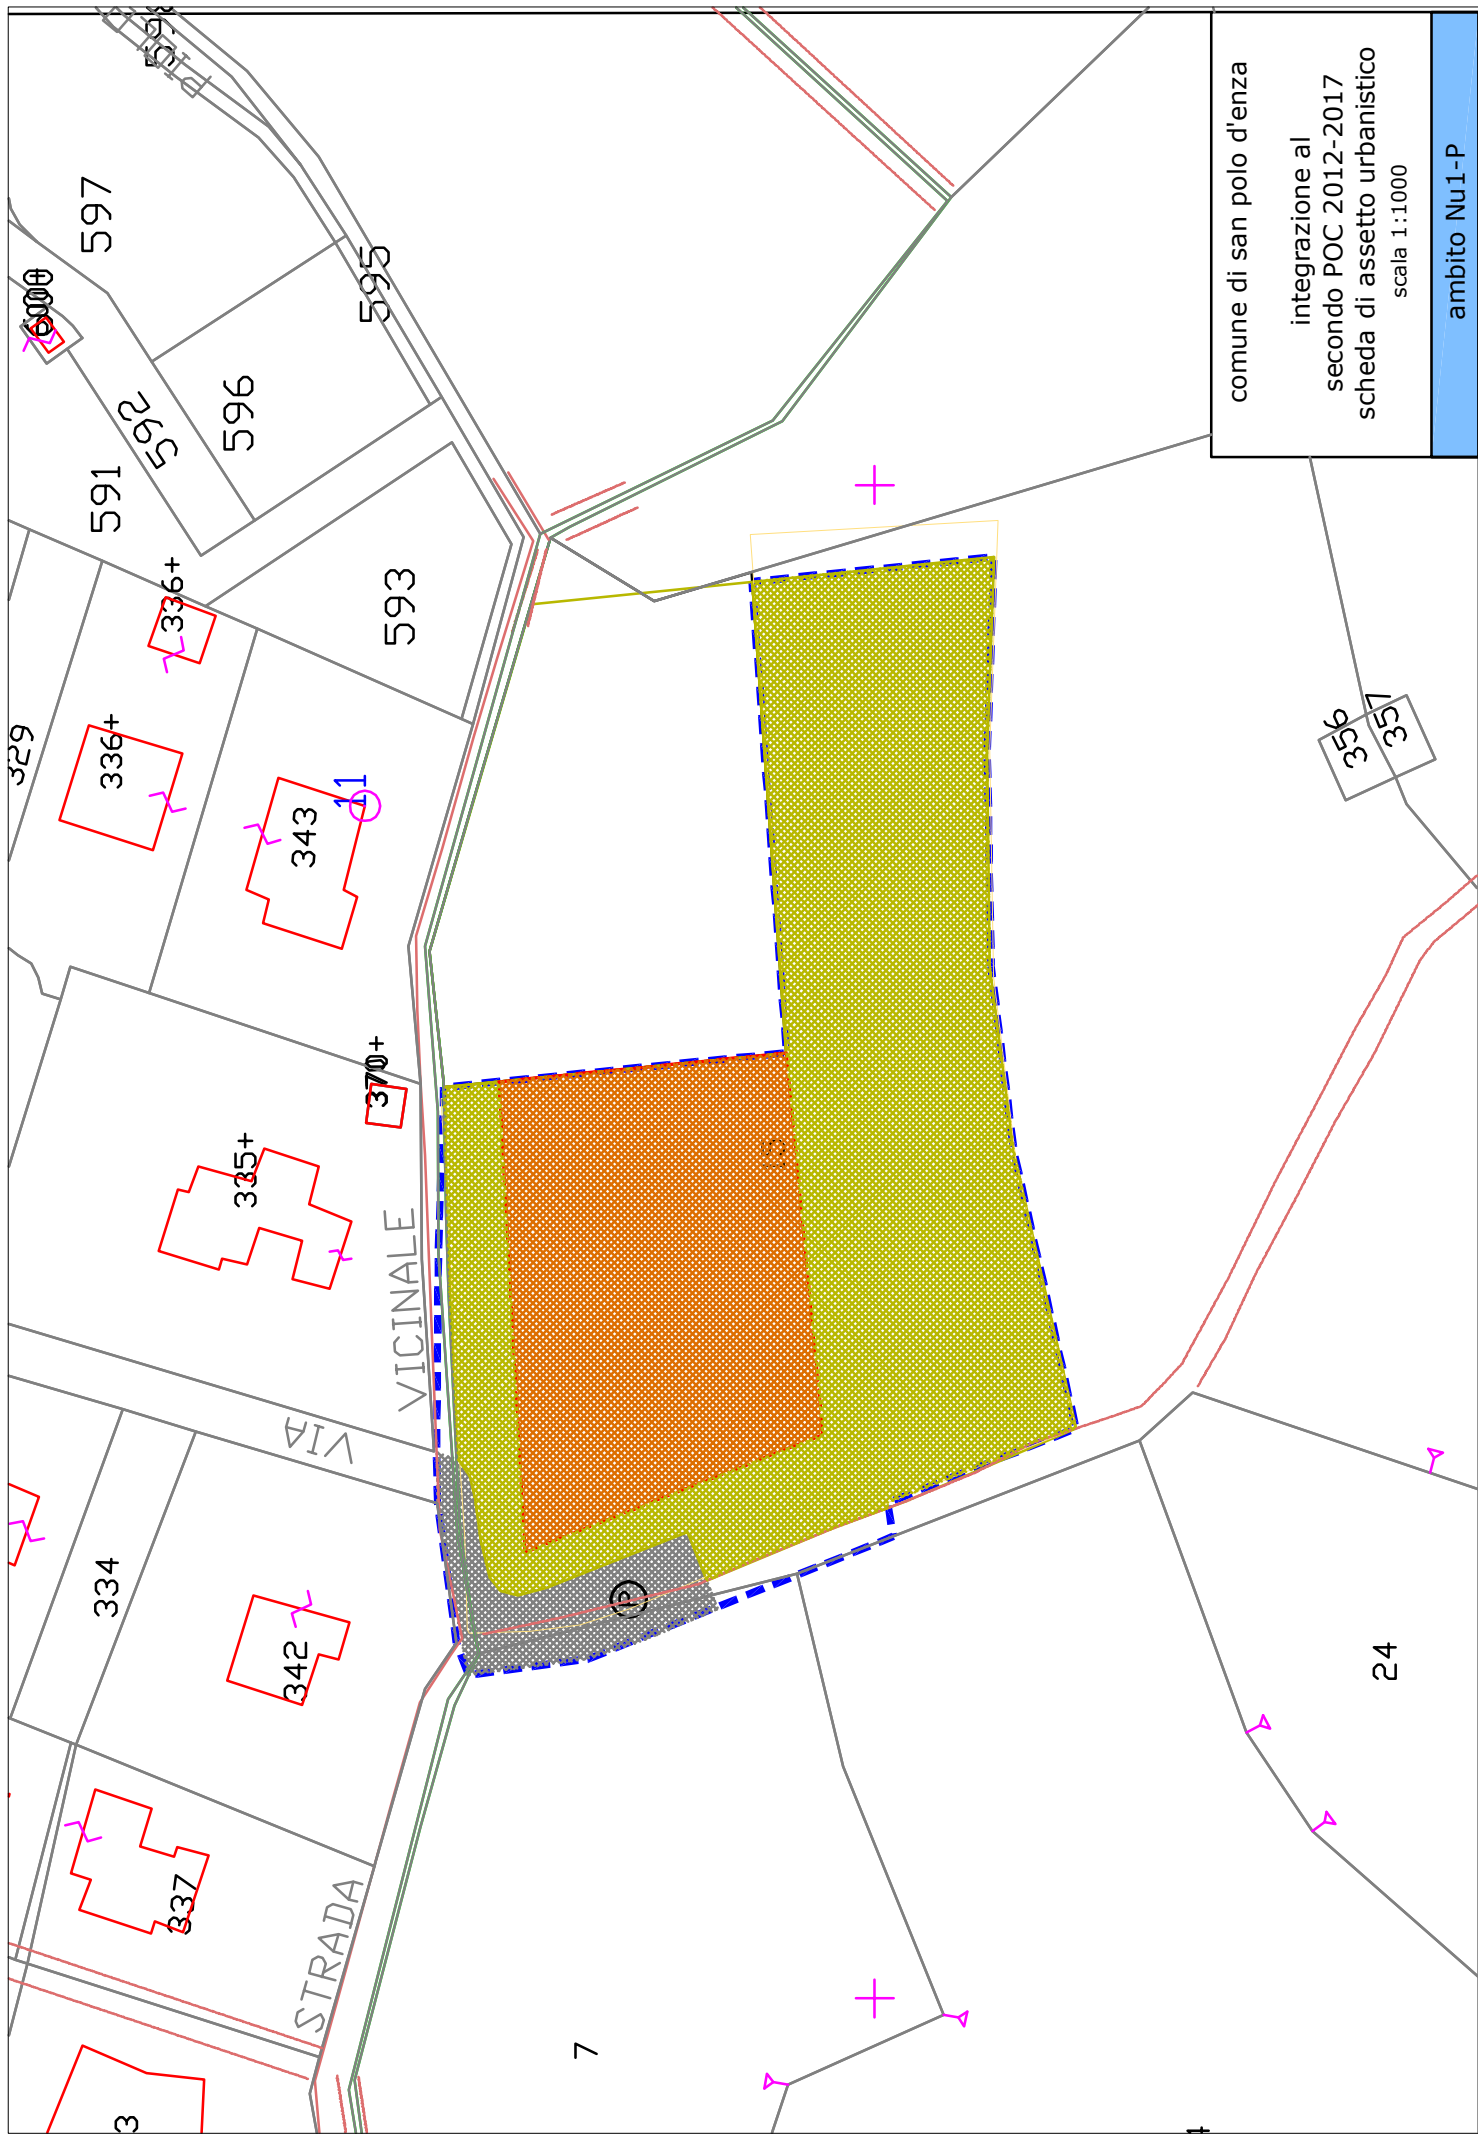 comune di san polo d'enza
integrazione al
secondo POC 2012-2017
scheda di assetto urbanistico
scala 1:1000
ambito Nu1-P
597
595
592
596
591
593
336+
336+
329
343
11
370+
335+
VICINALE
VIA
334
342
337
STRADA
3
7
24
356
357
P